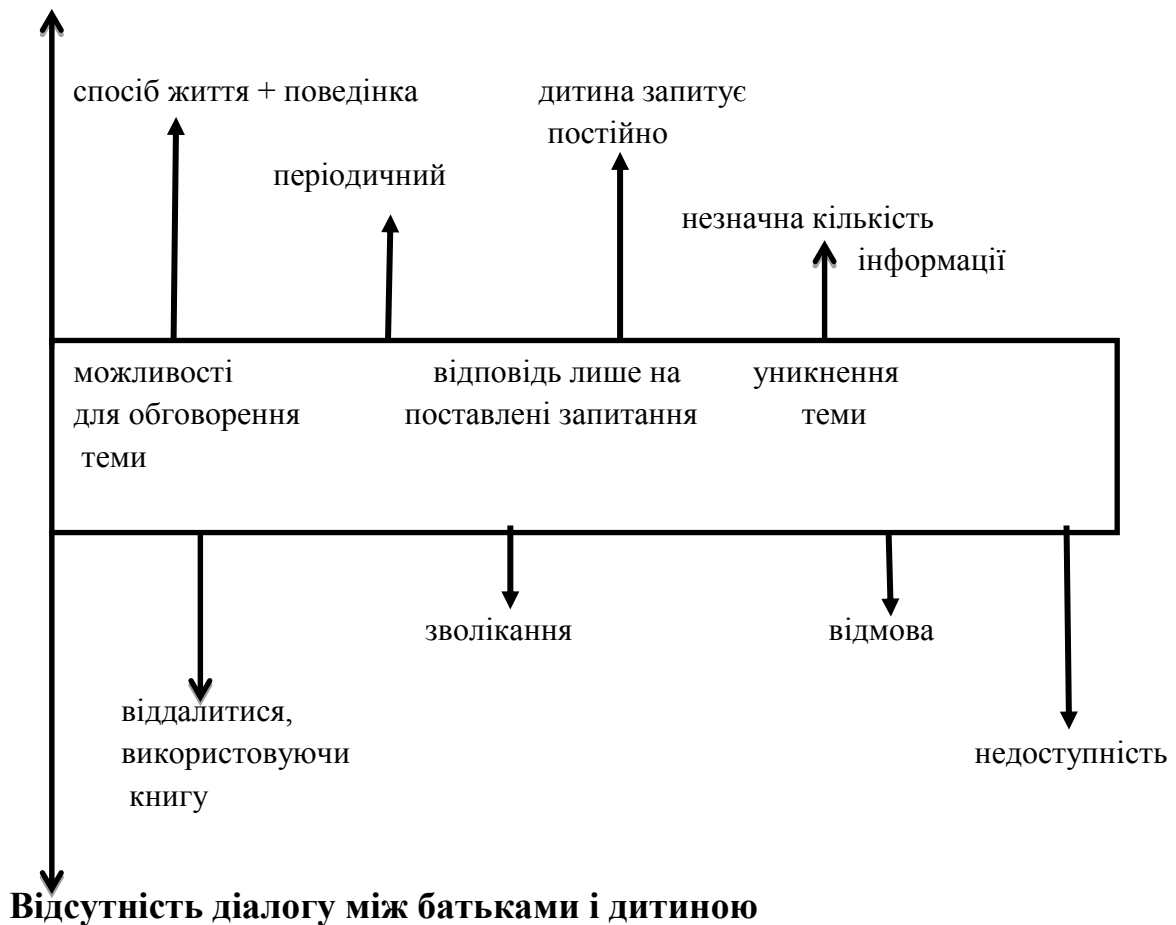 спосіб життя + поведінка
дитина запитує
постійно
періодичний
незначна кількість
інформації
можливості
для обговорення
теми
відповідь лише на
поставлені запитання
уникнення
теми
зволікання
відмова
віддалитися,
використовуючи
книгу
недоступність
Відсутність діалогу між батьками і дитиною